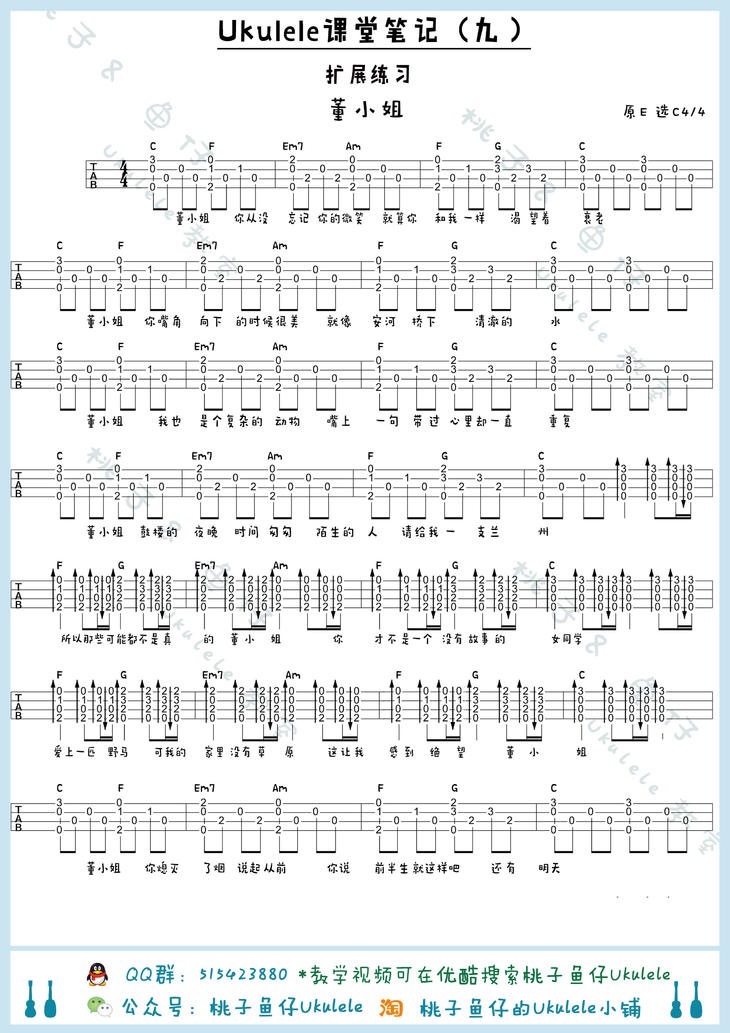 Ukulele课堂笔记（九）
扩展练习
董小姐
原E 选C4/4
C F Em7 Am F G C
董小姐 你从没 忘记 你的微笑 就算你 和我一样 渴望着 衰老
C F Em7 Am F G C
董小姐 你嘴角 向下 的时候很美 就像 安河 桥下 清澈的 水
C F Em7 Am F G C
董小姐 我也 是个复杂的 动物 嘴上 一句 带过 心里却一直 重复
C F Em7 Am F G C
董小姐 鼓楼的 夜晚 时间 匆匆 陌生的 人 请给我一 支兰 州
F G Em7 Am F G C
所以那些可能都不是真 的 董 小 姐 你 才不是一个 没有故事的 女同学
F G Em7 Am F G C
爱上一匹 野马 可我的 家里没有草 原 这让我 感到 绝望 董 小 姐
C F Em7 Am F G C
董小姐 你熄灭 了烟 说起从前 你说 前半生就这样吧 还有 明天
QQ群：515423880 *教学视频可在优酷搜索桃子鱼仔Ukulele
公众号：桃子鱼仔Ukulele 淘 桃子鱼仔的Ukulele小铺